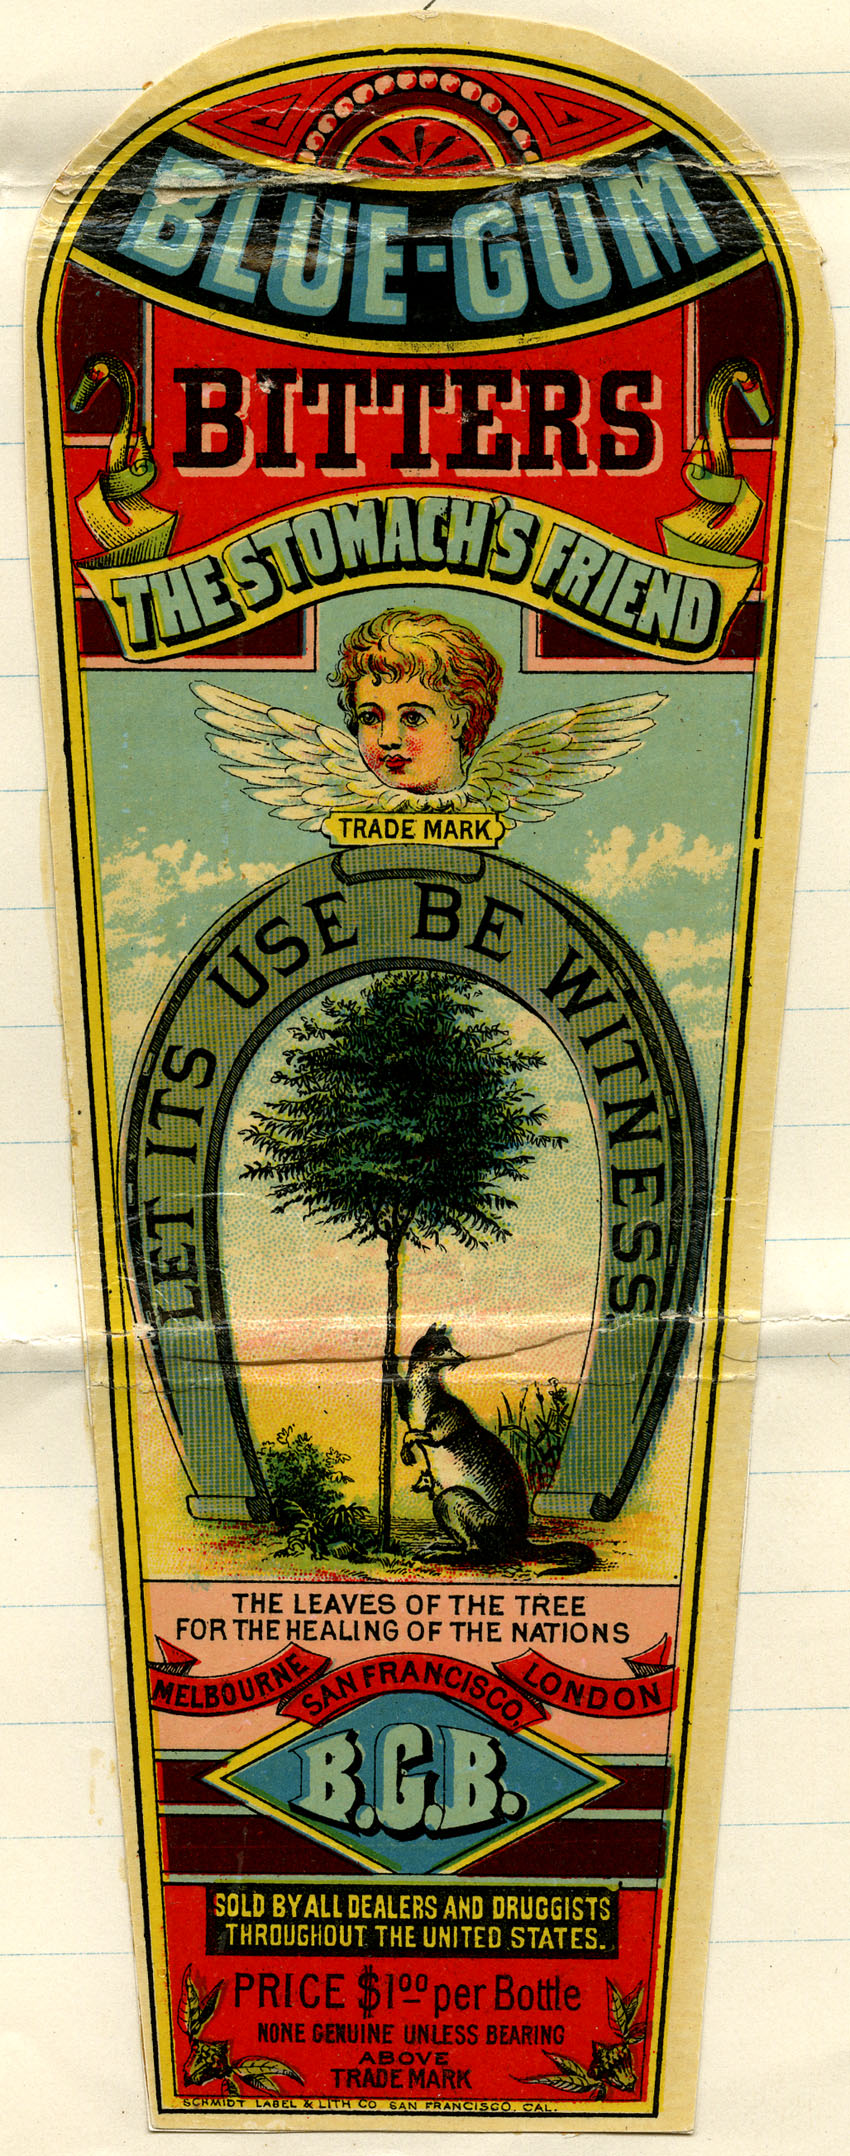 BLUE-GUM
BITTERS
THE STOMACH'S FRIEND
TRADE MARK
LET ITS USE BE WITNESS
THE LEAVES OF THE TREE
FOR THE HEALING OF THE NATIONS
MELBOURNE SAN FRANCISCO. LONDON
B.G.B.
SOLD BY ALL DEALERS AND DRUGGISTS
THROUGHOUT THE UNITED STATES.
PRICE $1.00 per Bottle
NONE GENUINE UNLESS BEARING
ABOVE
TRADE MARK
SCHMIDT LABEL & LITH CO SAN FRANCISCO. CAL.